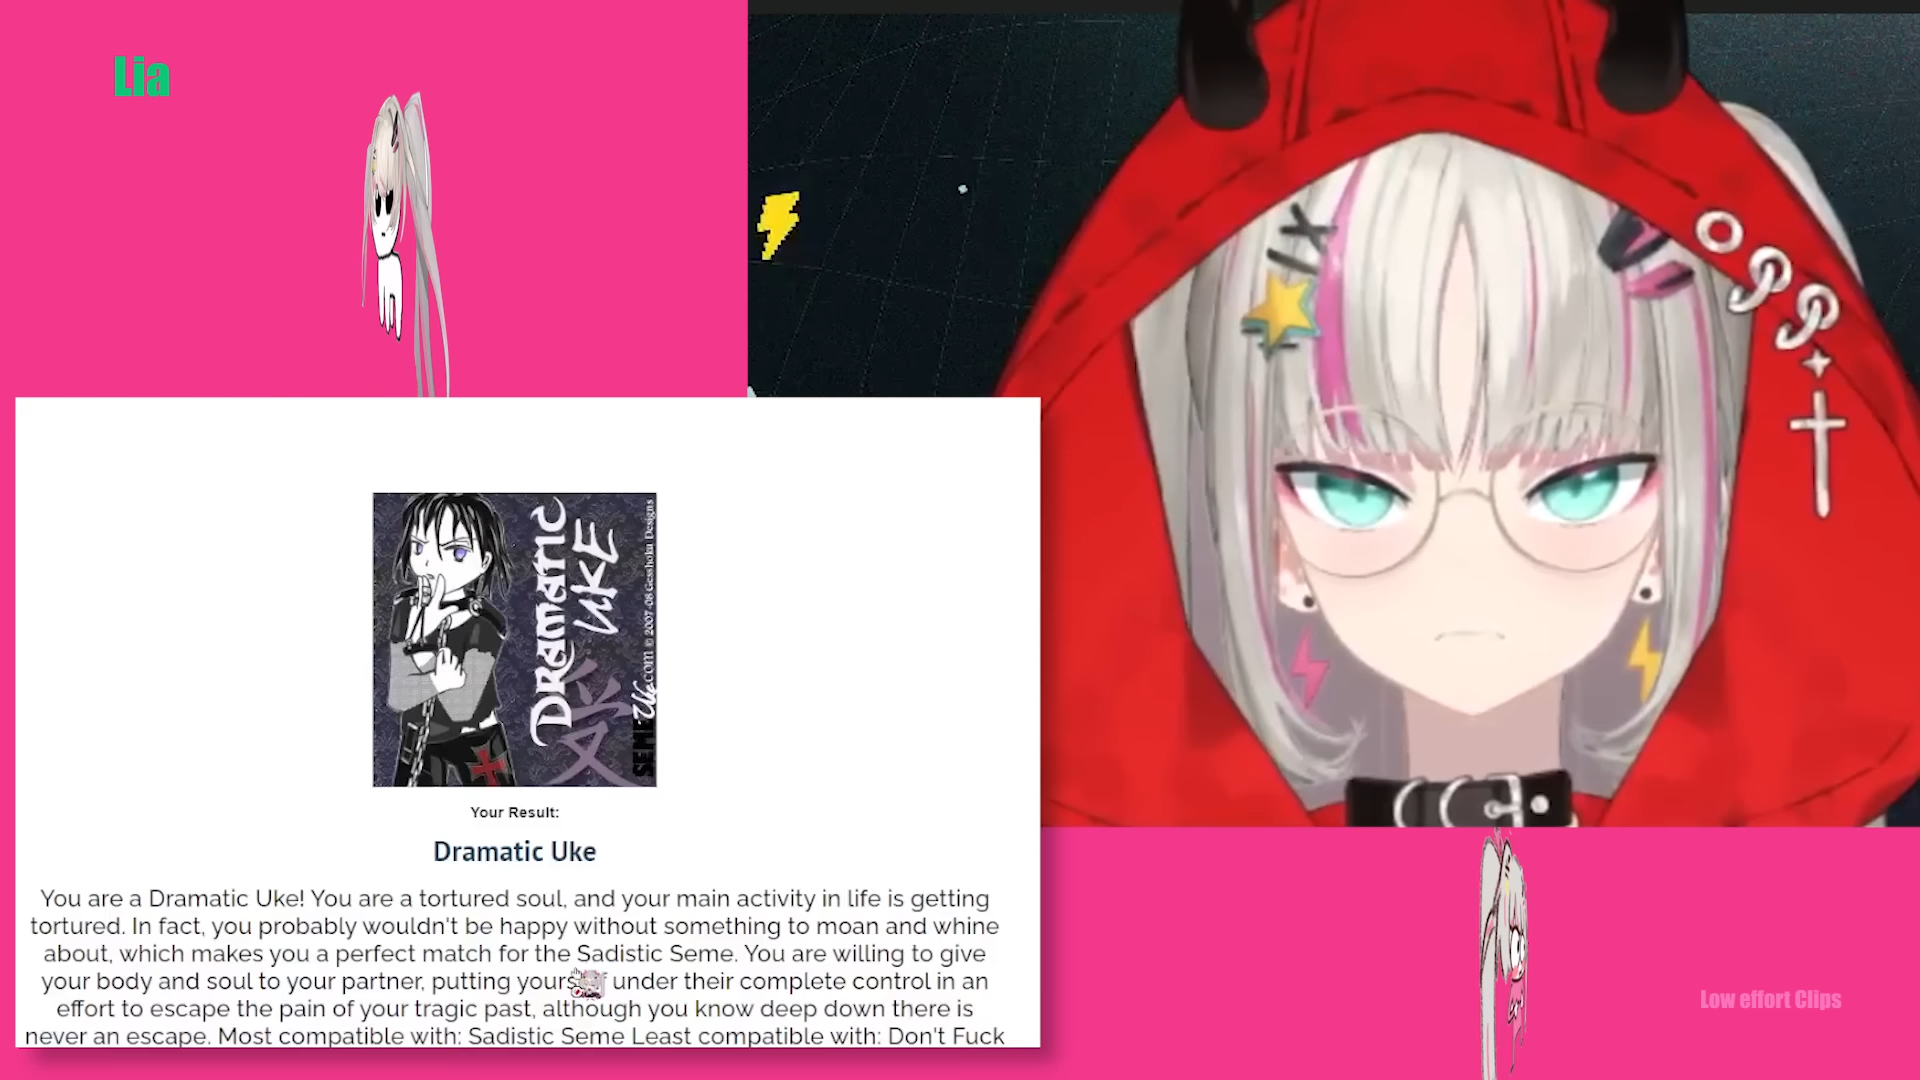 Lia
Dramatic
Uke
受
SemeUke.com © 2007-08 Gesshoku Designs
Your Result:
Dramatic Uke
You are a Dramatic Uke! You are a tortured soul, and your main activity in life is getting
tortured. In fact, you probably wouldn't be happy without something to moan and whine
about, which makes you a perfect match for the Sadistic Seme. You are willing to give
your body and soul to your partner, putting yours f under their complete control in an
effort to escape the pain of your tragic past, although you know deep down there is
never an escape. Most compatible with: Sadistic Seme Least compatible with: Don't Fuck
Low effort Clips